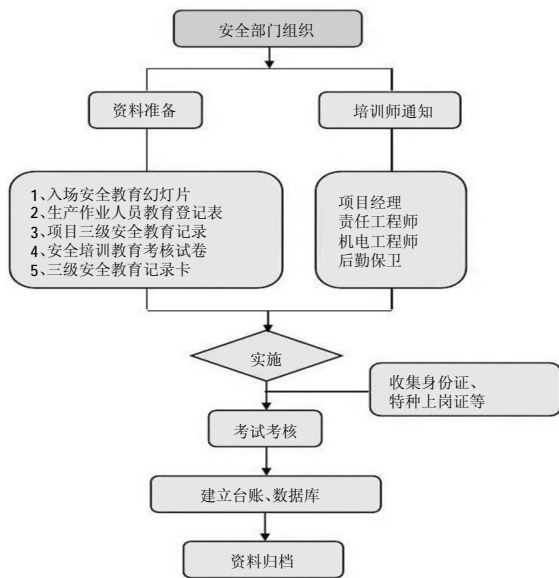 安全部门组织
资料准备
培训师通知
1、入场安全教育幻灯片
2、生产作业人员教育登记表
3、项目三级安全教育记录
4、安全培训教育考核试卷
5、三级安全教育记录卡
项目经理
责任工程师
机电工程师
后勤保卫
实施
收集身份证、
特种上岗证等
考试考核
建立台账、数据库
资料归档